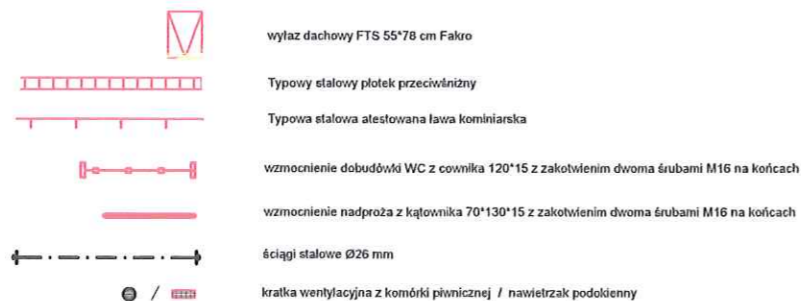 wyłaz dachowy FTS 55*78 cm Fakro
Typowy stalowy płotek przeciwśniżny
Typowa stalowa atestowana ława kominiarska
wzmocnienie dobudówki WC z cownika 120*15 z zakotwienim dwoma śrubami M16 na końcach
wzmocnienie nadproża z kątownika 70*130*15 z zakotwienim dwoma śrubami M16 na końcach
ściągi stalowe Ø26 mm
/ kratka wentylacyjna z komórki piwnicznej / nawietrzak podokienny